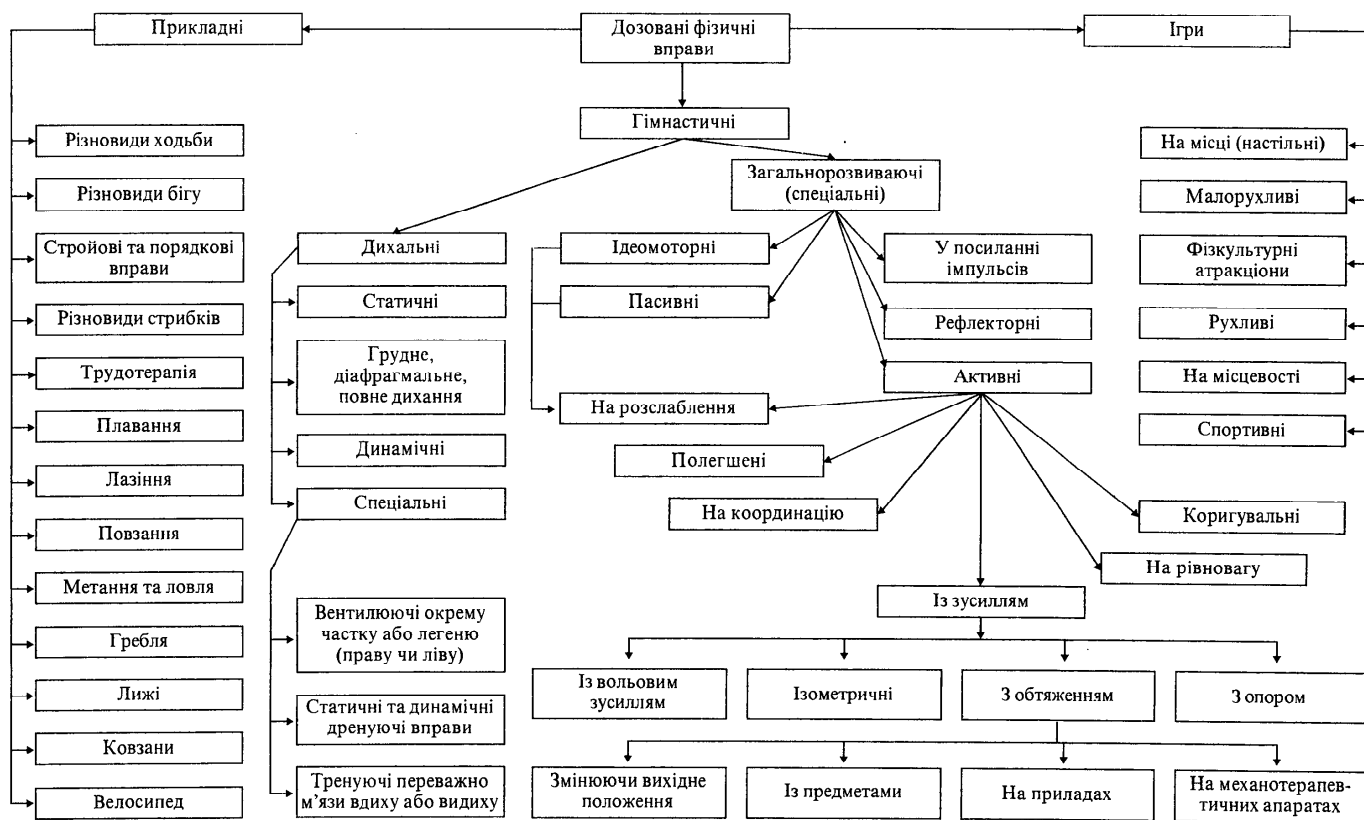 Прикладні
Дозовані фізичні
вправи
Ігри
Гімнастичні
Різновиди ходьби
Різновиди бігу
Стройові та порядкові
вправи
Різновиди стрибків
Трудотерапія
Плавання
Лазіння
Повзання
Метання та ловля
Гребля
Лижі
Ковзани
Велосипед
Дихальні
Статичні
Грудне,
діафрагмальне,
повне дихання
Динамічні
Спеціальні
Вентилюючі окрему
частку або легеню
(праву чи ліву)
Статичні та динамічні
дренуючі вправи
Тренуючі переважно
м’язи вдиху або видиху
Загальнорозвиваючі
(спеціальні)
Ідеомоторні
Пасивні
На розслаблення
У посиланні
імпульсів
Рефлекторні
Активні
Полегшені
На координацію
Із зусиллям
На рівновагу
Коригувальні
Із вольовим
зусиллям
Ізометричні
З обтяженням
З опором
Змінюючи вихідне
положення
Із предметами
На приладах
На механотерапев-
тичних апаратах
На місці (настільні)
Малорухливі
Фізкультурні
атракціони
Рухливі
На місцевості
Спортивні